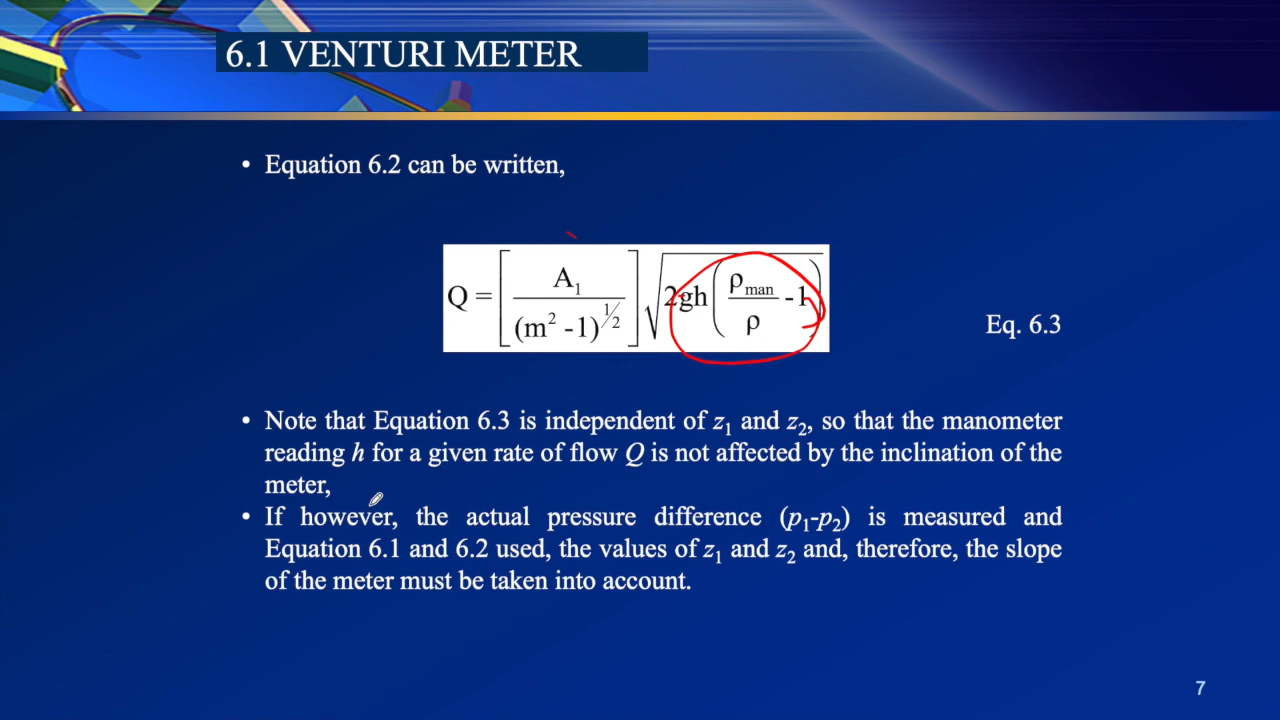 6.1 VENTURI METER
• Equation 6.2 can be written,
Q = [ A₁ / (m² -1)^½ ] √( 2gh ( ρman / ρ - 1 ) )
Eq. 6.3
• Note that Equation 6.3 is independent of z₁ and z₂, so that the manometer
reading h for a given rate of flow Q is not affected by the inclination of the
meter,
• If however, the actual pressure difference (p₁-p₂) is measured and
Equation 6.1 and 6.2 used, the values of z₁ and z₂ and, therefore, the slope
of the meter must be taken into account.
7